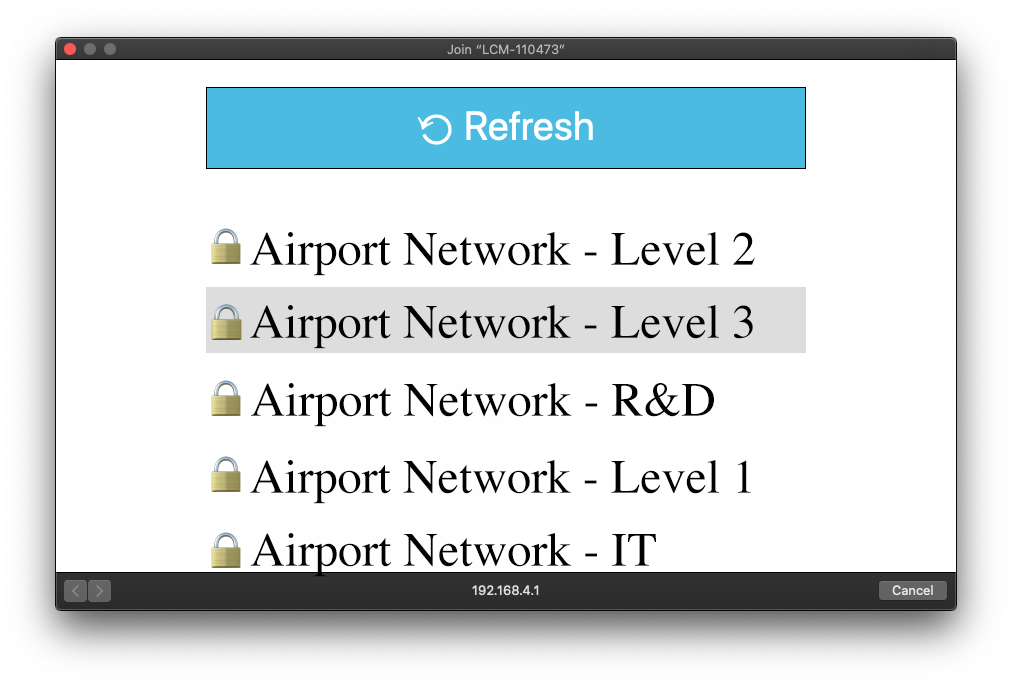 Join “LCM-110473”
Refresh
Airport Network - Level 2
Airport Network - Level 3
Airport Network - R&D
Airport Network - Level 1
Airport Network - IT
192.168.4.1
Cancel